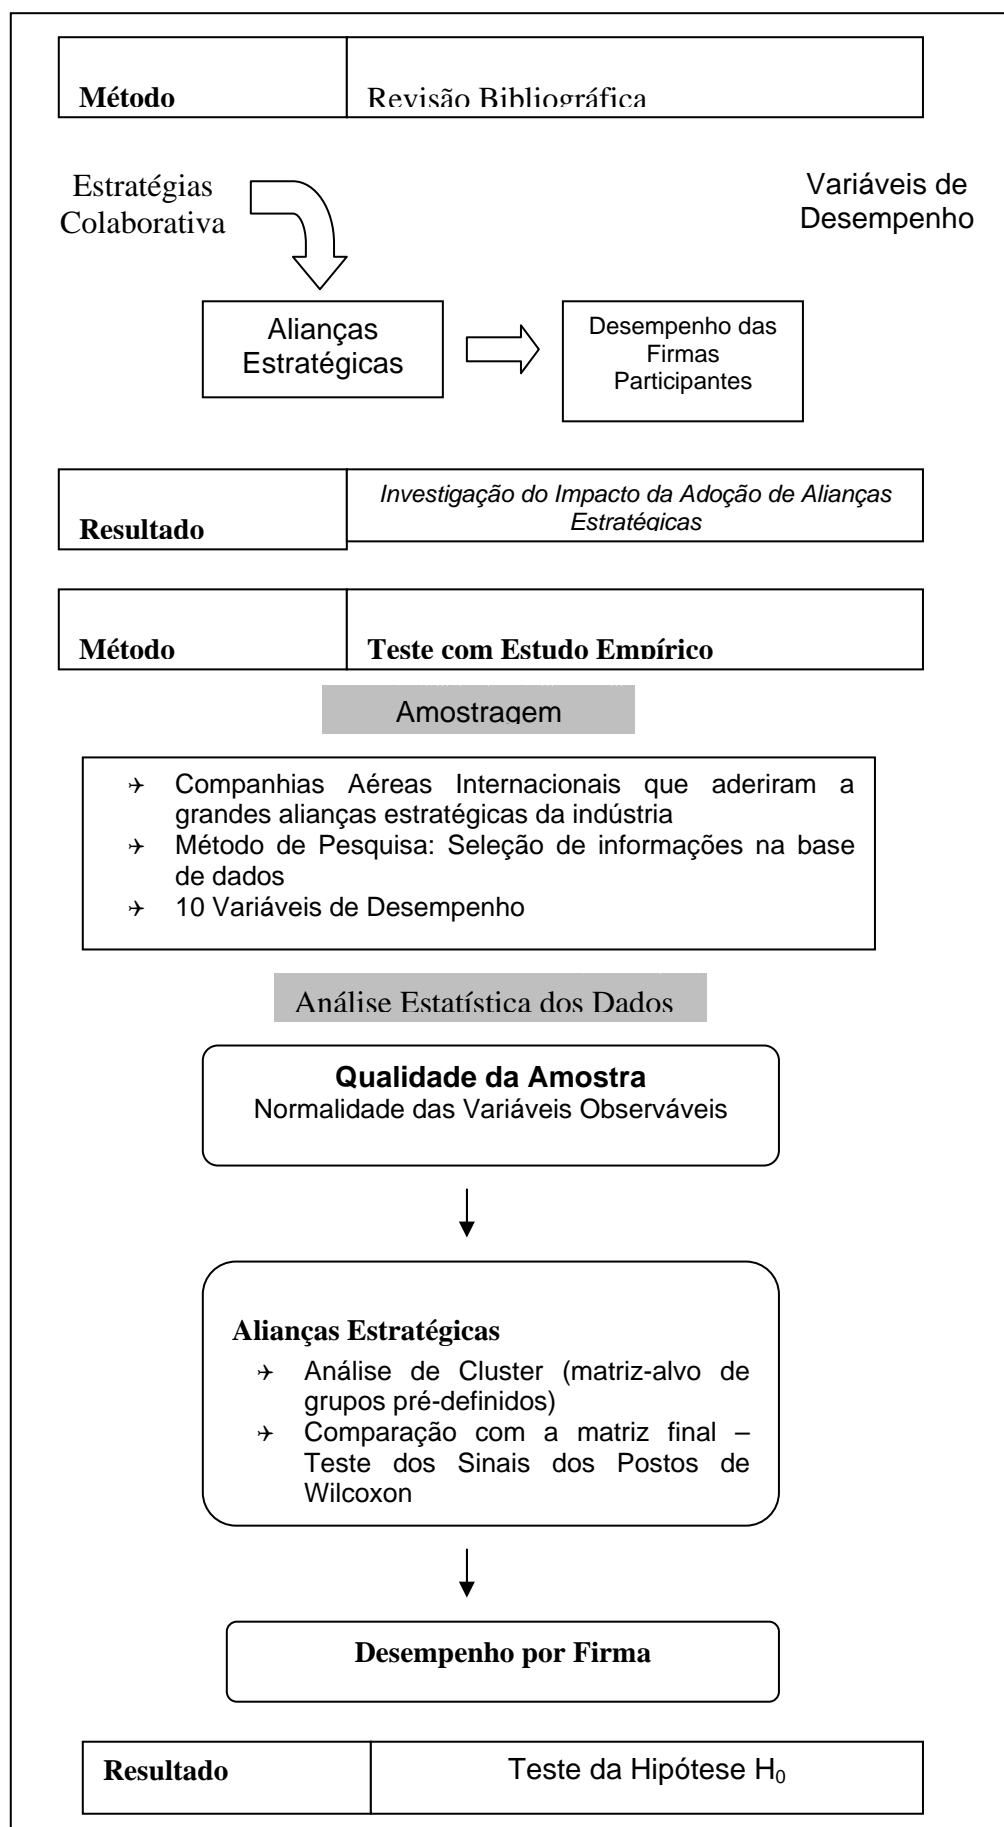 Método Revisão Bibliográfica
Estratégias
Colaborativa
Variáveis de
Desempenho
Alianças
Estratégicas
Desempenho das
Firmas
Participantes
Resultado
Investigação do Impacto da Adoção de Alianças
Estratégicas
Método Teste com Estudo Empírico
Amostragem
✈ Companhias Aéreas Internacionais que aderiram a
grandes alianças estratégicas da indústria
✈ Método de Pesquisa: Seleção de informações na base
de dados
✈ 10 Variáveis de Desempenho
Análise Estatística dos Dados
Qualidade da Amostra
Normalidade das Variáveis Observáveis
Alianças Estratégicas
✈ Análise de Cluster (matriz-alvo de
grupos pré-definidos)
✈ Comparação com a matriz final –
Teste dos Sinais dos Postos de
Wilcoxon
Desempenho por Firma
Resultado Teste da Hipótese H₀